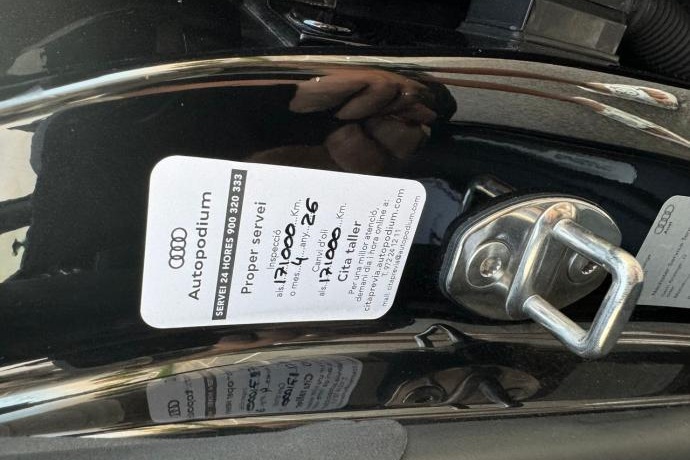 Autopodium
SERVEI 24 HORES 900 320 333
Proper servei
Inspecció
als 171000 Km.
o mes 4 any 26
Canvi d'oli
als 171000 Km.
Cita taller
Per una millor atenció,
demani dia i hora online a:
citaprevia.autopodium.com
T. 972 24 12 11
mail: citaprevia@autopodium.com